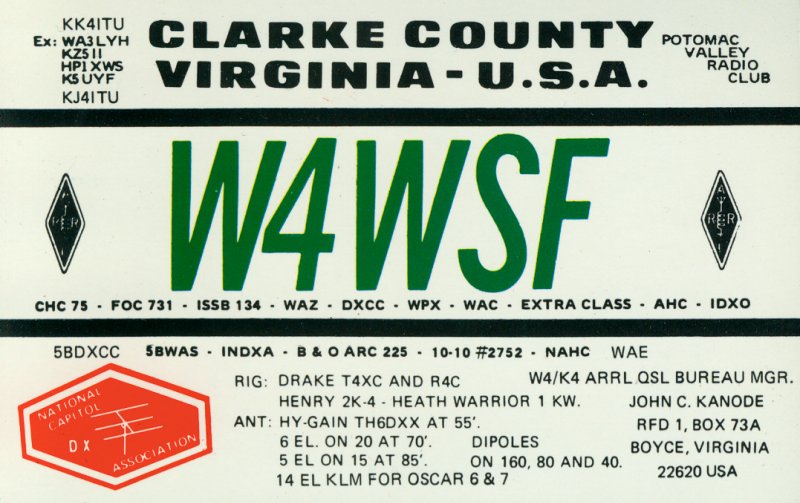 KK4ITU
Ex: WA3LYH
KZ5II
HP1XWS
K5UYF
KJ4ITU
CLARKE COUNTY
VIRGINIA - U.S.A.
POTOMAC
VALLEY
RADIO
CLUB
W4WSF
A
R R
L
A
R R
L
CHC 75 - FOC 731 - ISSB 134 - WAZ - DXCC - WPX - WAC - EXTRA CLASS - AHC - IDXO
5BDXCC 5BWAS - INDXA - B & O ARC 225 - 10-10 #2752 - NAHC WAE
NATIONAL
CAPITOL
DX
ASSOCIATION
RIG: DRAKE T4XC AND R4C
HENRY 2K-4 - HEATH WARRIOR 1 KW.
ANT: HY-GAIN TH6DXX AT 55'.
6 EL. ON 20 AT 70'. DIPOLES
5 EL ON 15 AT 85'. ON 160, 80 AND 40.
14 EL KLM FOR OSCAR 6 & 7
W4/K4 ARRL QSL BUREAU MGR.
JOHN C. KANODE
RFD 1, BOX 73A
BOYCE, VIRGINIA
22620 USA